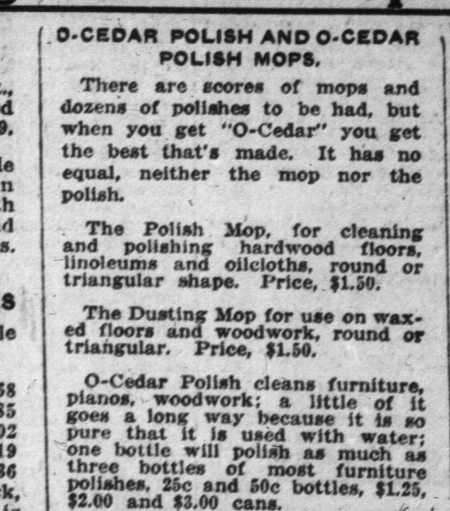 O-CEDAR POLISH AND O-CEDAR
POLISH MOPS.
There are scores of mops and
dozens of polishes to be had, but
when you get "O-Cedar" you get
the best that's made. It has no
equal, neither the mop nor the
polish.
The Polish Mop, for cleaning
and polishing hardwood floors,
linoleums and oilcloths, round or
triangular shape. Price, $1.50.
The Dusting Mop for use on wax-
ed floors and woodwork, round or
triangular. Price, $1.50.
O-Cedar Polish cleans furniture,
pianos, woodwork; a little of it
goes a long way because it is so
pure that it is used with water;
one bottle will polish as much as
three bottles of most furniture
polishes, 25c and 50c bottles, $1.25,
$2.00 and $3.00 cans.